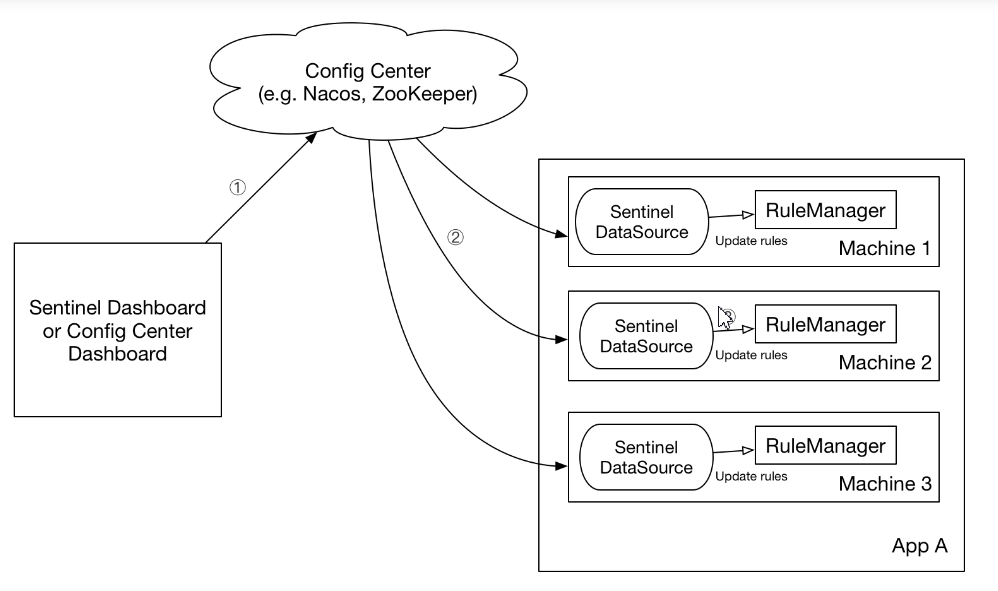 Config Center
(e.g. Nacos, ZooKeeper)
①
②
Sentinel Dashboard
or Config Center
Dashboard
Sentinel
DataSource
RuleManager
Update rules
Machine 1
Sentinel
DataSource
RuleManager
Update rules
Machine 2
Sentinel
DataSource
RuleManager
Update rules
Machine 3
App A